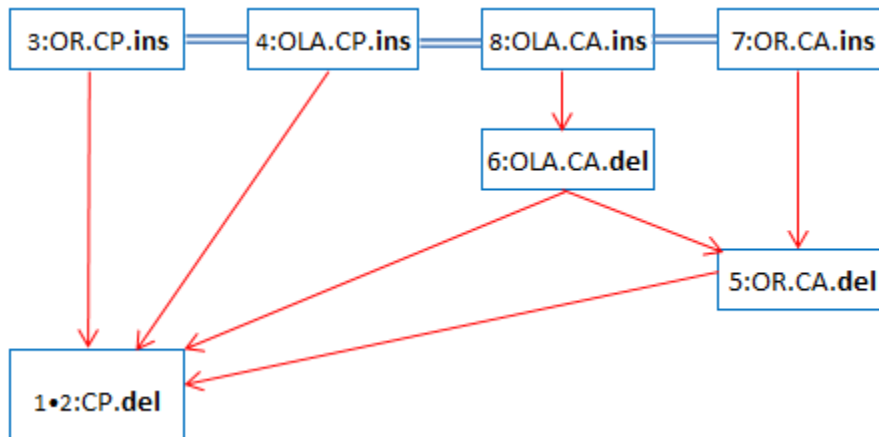 3:OR.CP.ins
4:OLA.CP.ins
8:OLA.CA.ins
7:OR.CA.ins
6:OLA.CA.del
5:OR.CA.del
1•2:CP.del